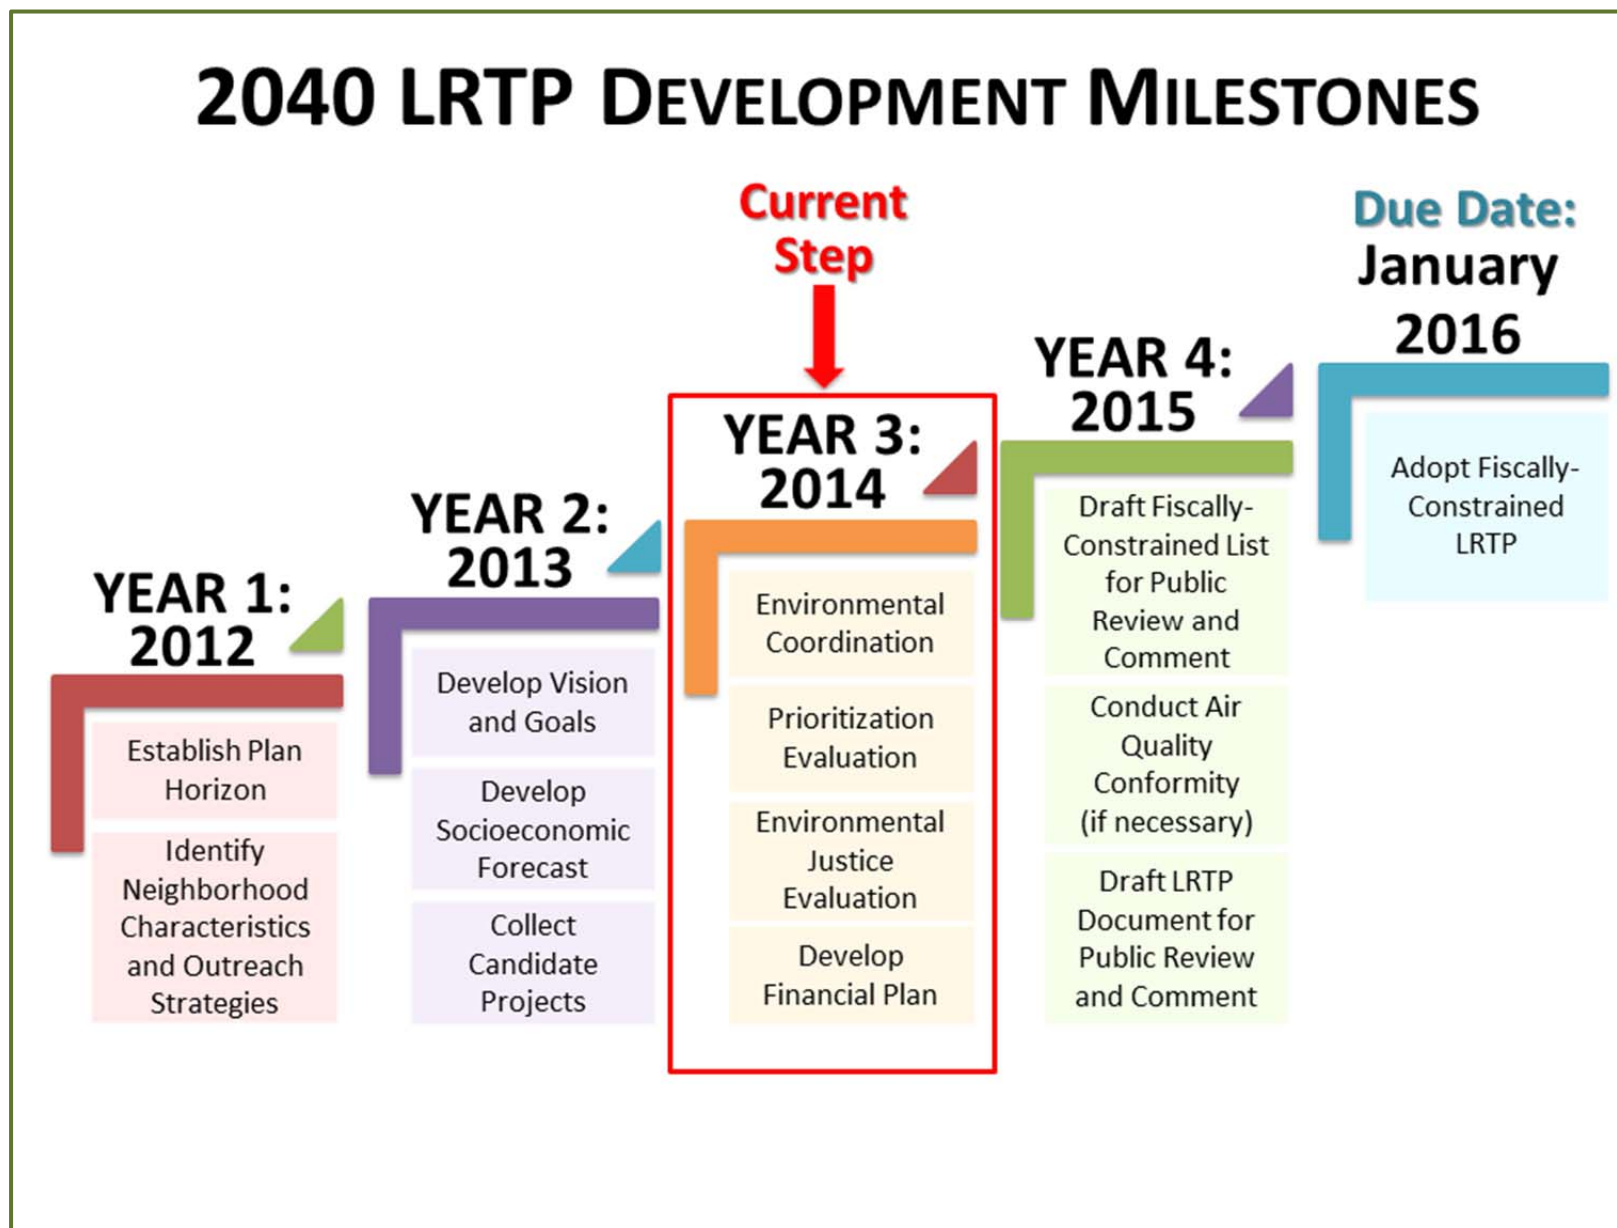 2040 LRTP DEVELOPMENT MILESTONES
Current
Step
Due Date:
January
2016
YEAR 1:
2012
Establish Plan
Horizon
Identify
Neighborhood
Characteristics
and Outreach
Strategies
YEAR 2:
2013
Develop Vision
and Goals
Develop
Socioeconomic
Forecast
Collect
Candidate
Projects
YEAR 3:
2014
Environmental
Coordination
Prioritization
Evaluation
Environmental
Justice
Evaluation
Develop
Financial Plan
YEAR 4:
2015
Draft Fiscally-
Constrained List
for Public
Review and
Comment
Conduct Air
Quality
Conformity
(if necessary)
Draft LRTP
Document for
Public Review
and Comment
Adopt Fiscally-
Constrained
LRTP